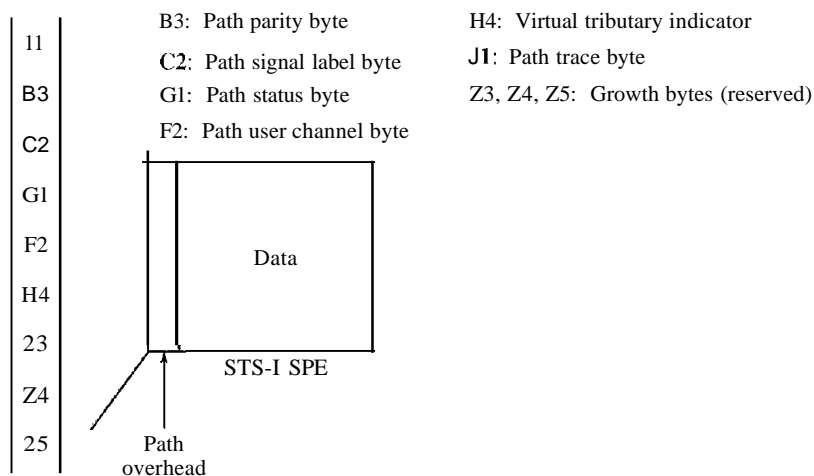 B3: Path parity byte
C2: Path signal label byte
G1: Path status byte
F2: Path user channel byte
H4: Virtual tributary indicator
J1: Path trace byte
Z3, Z4, Z5: Growth bytes (reserved)
11
B3
C2
G1
F2
H4
23
Z4
25
Data
STS-I SPE
Path
overhead